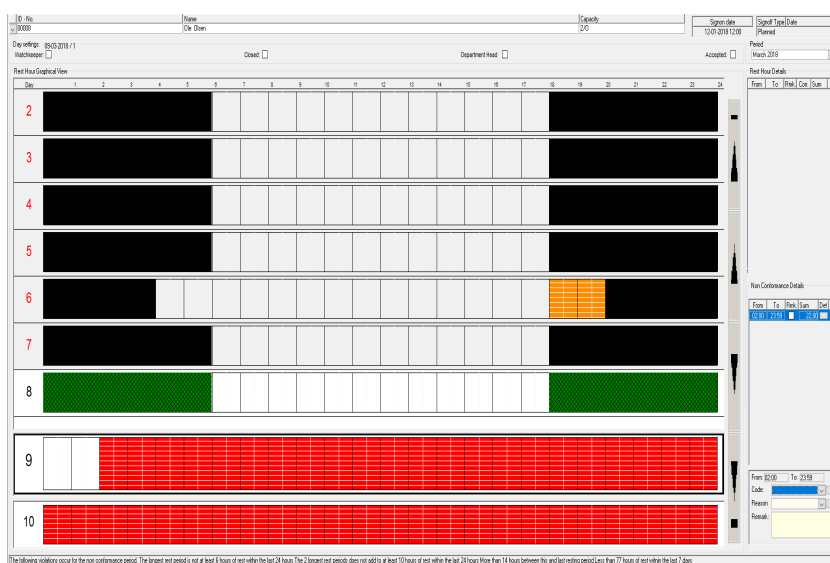 ID - No Name Capacity
00008 Ole Olsen 2/O
Signon date Signoff Type Date
12-01-2018 12:00 Planned
Day settings: 09-03-2018 / 1
Watchkeeper: Closed: Department Head Accepted:
Period
March 2018
Rest Hour Graphical View
Rest Hour Details
Day 1 2 3 4 5 6 7 8 9 10 11 12 13 14 15 16 17 18 19 20 21 22 23 24
From To Rmk. Con: Sum
2
3
4
5
6
7
8
9
10
Non Conformance Details
From To Rmk. Sum Det
02:00 23:59 22.00
From: 02:00 To: 23:59
Code:
Reason
Remark:
The following violations occur for the non conformance period. The longest rest period is not at least 6 hours of rest within the last 24 hours The 2 longest rest periods does not add to at least 10 hours of rest within the last 24 hours More than 14 hours between this and last resting period Less than 77 hours of rest within the last 7 days